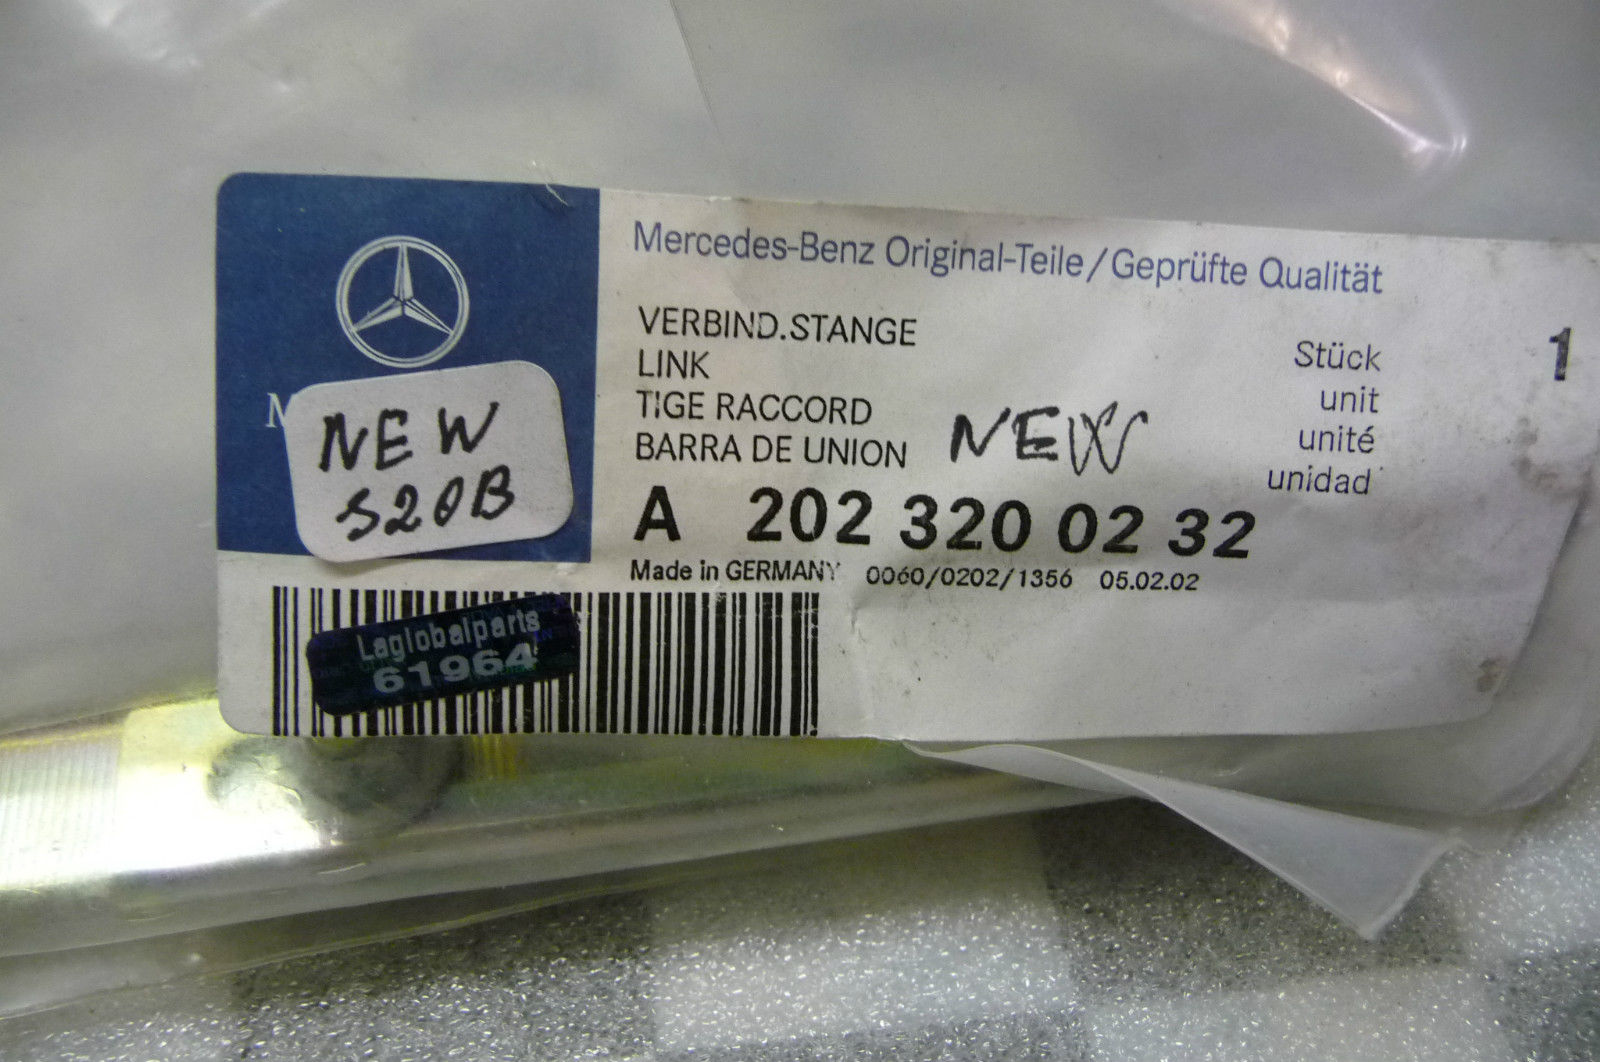 Mercedes-Benz Original-Teile/Geprüfte Qualität
VERBIND.STANGE
LINK
TIGE RACCORD
BARRA DE UNION
NEW
Stück 1
unit
unité
unidad
A 202 320 02 32
Made in GERMANY 0060/0202/1356 05.02.02
M
NEW
S20B
Laglobalparts
61964